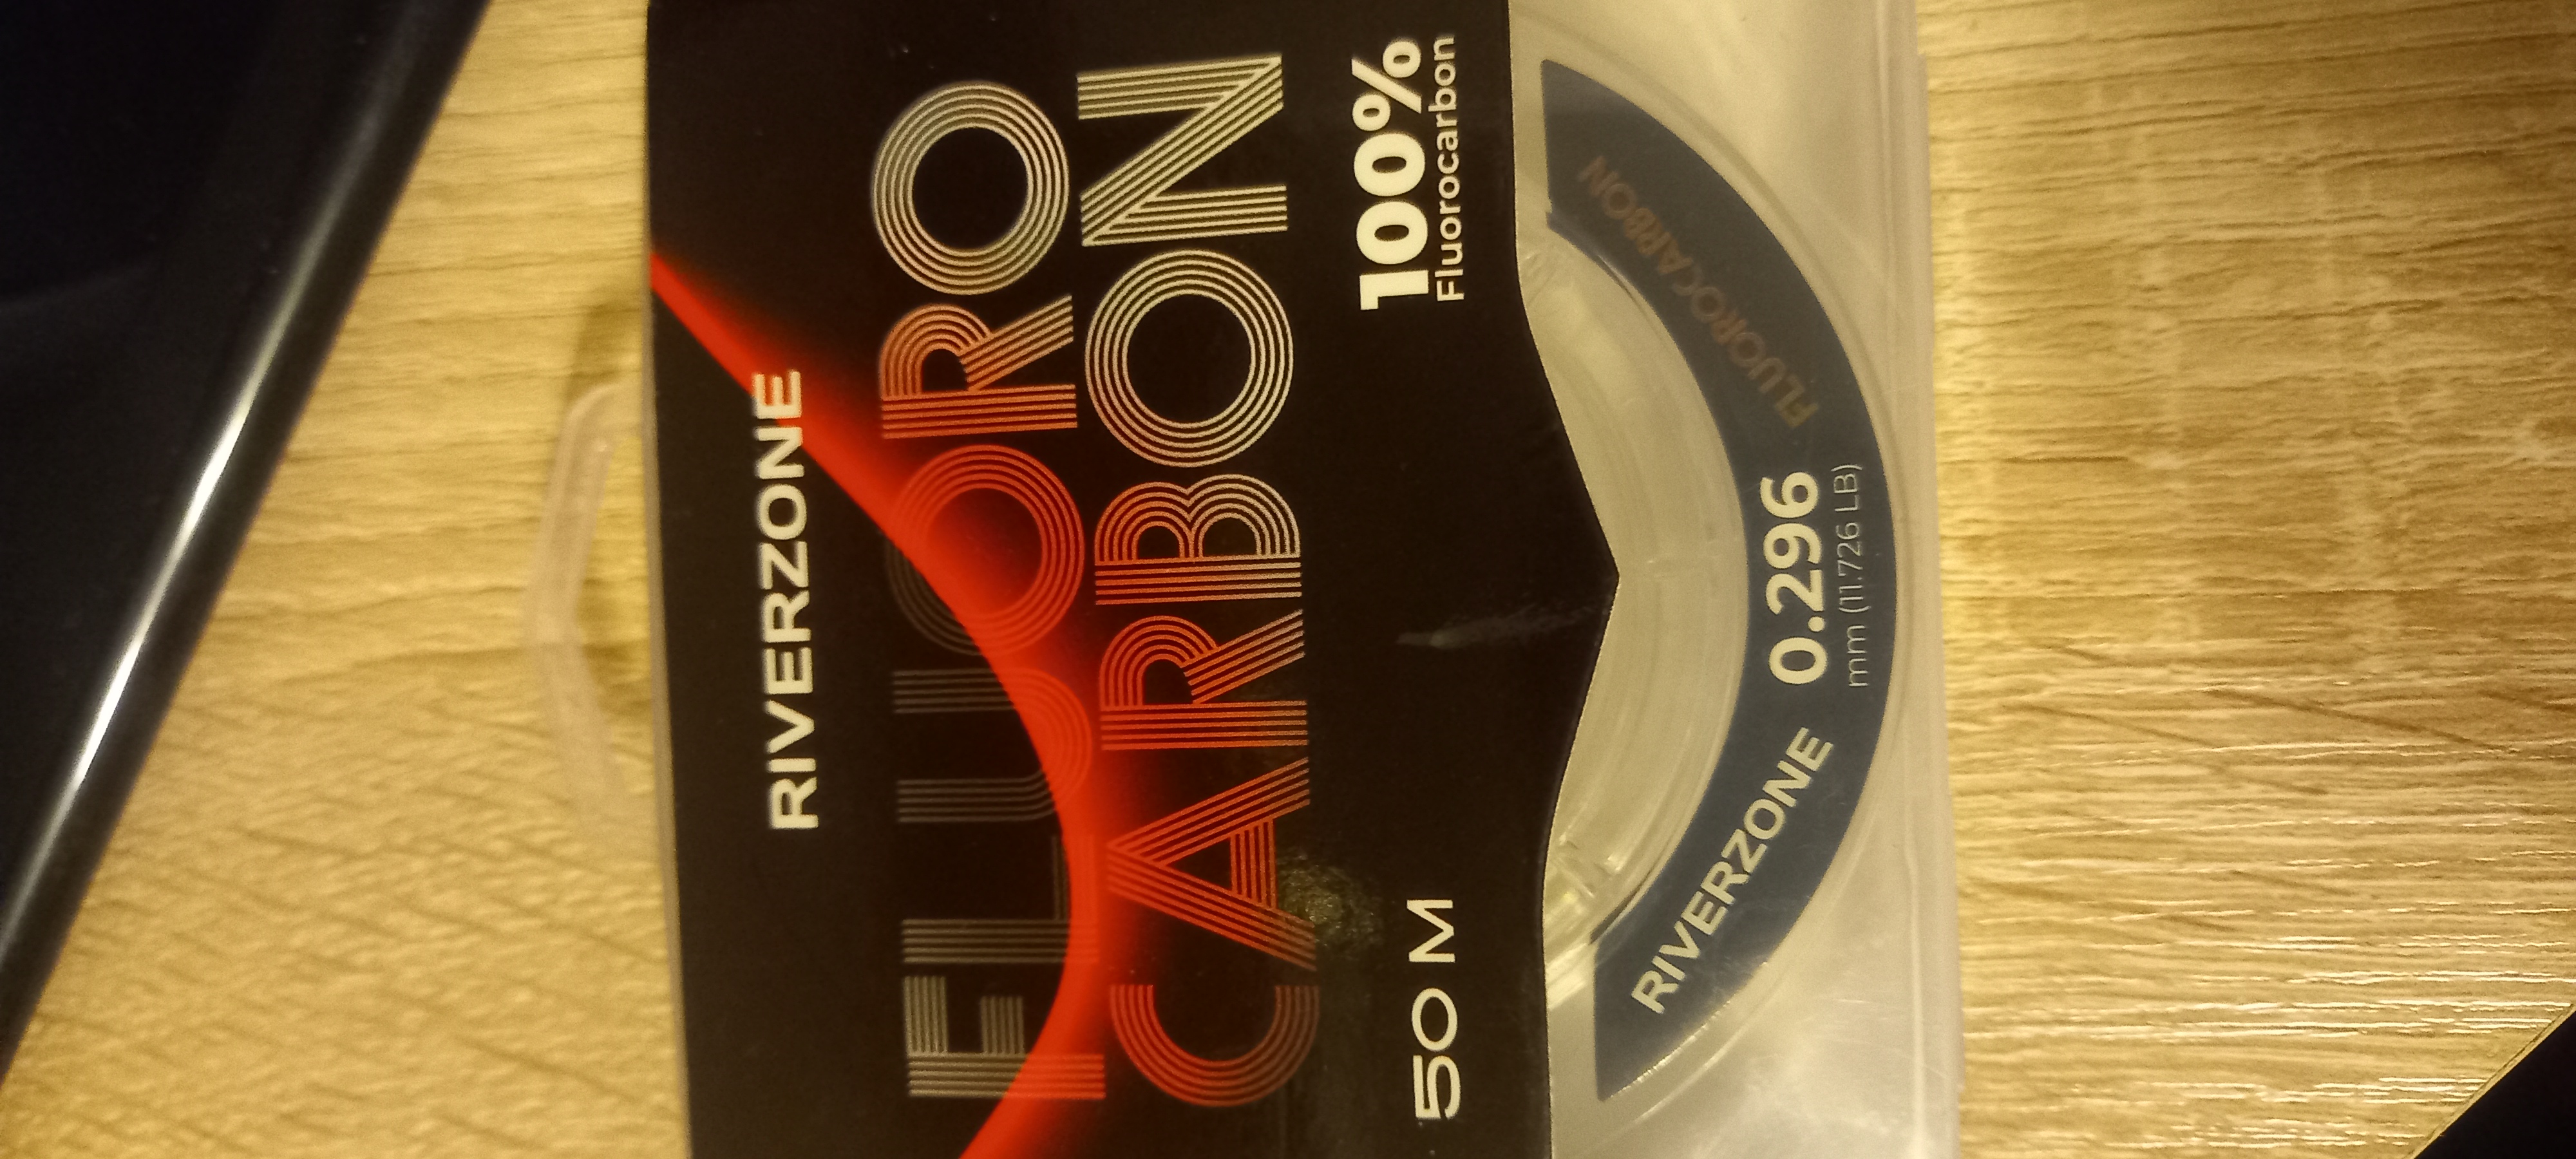 RIVERZONE
FLUORO
CARBON
50 M
100%
Fluorocarbon
RIVERZONE 0.296 FLUOROCARBON
mm (11.726 LB)